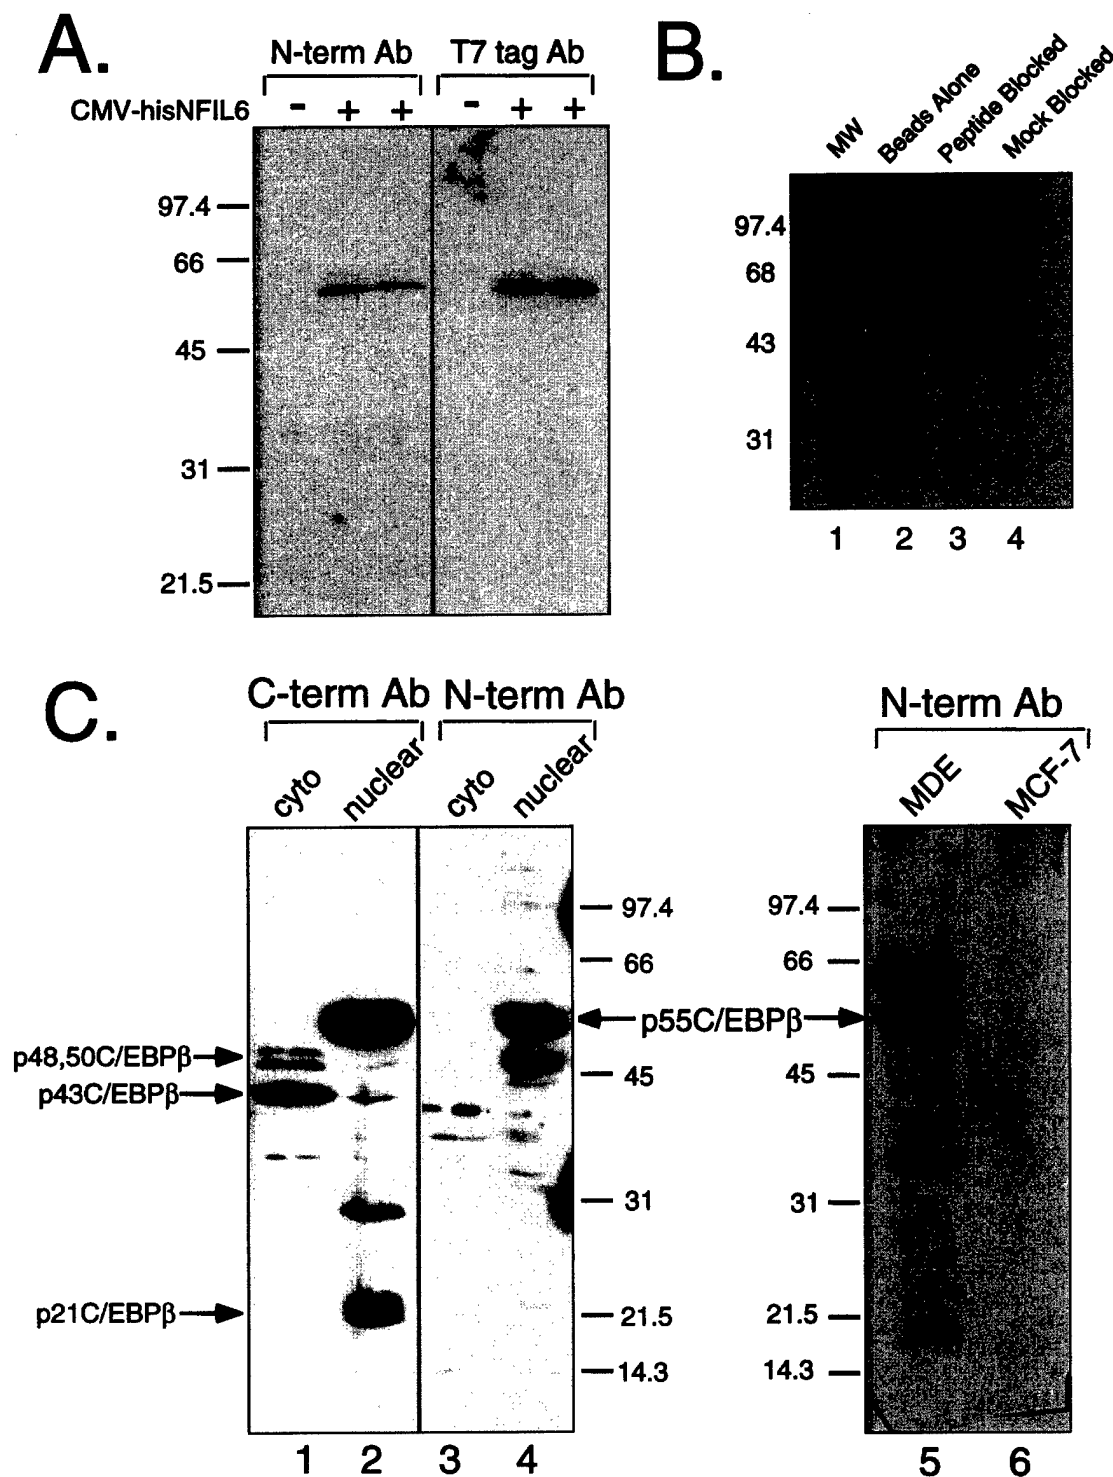 A.
N-term Ab T7 tag Ab
CMV-hisNFIL6 - + + - + +
97.4
66
45
31
21.5
B.
MW Beads Alone Peptide Blocked Mock Blocked
97.4
68
43
31
1 2 3 4
C.
C-term Ab N-term Ab
cyto nuclear cyto nuclear
p48,50C/EBPβ
p43C/EBPβ
p21C/EBPβ
97.4
66
p55C/EBPβ
45
31
21.5
14.3
1 2 3 4
N-term Ab
MDE MCF-7
97.4
66
45
31
21.5
14.3
5 6